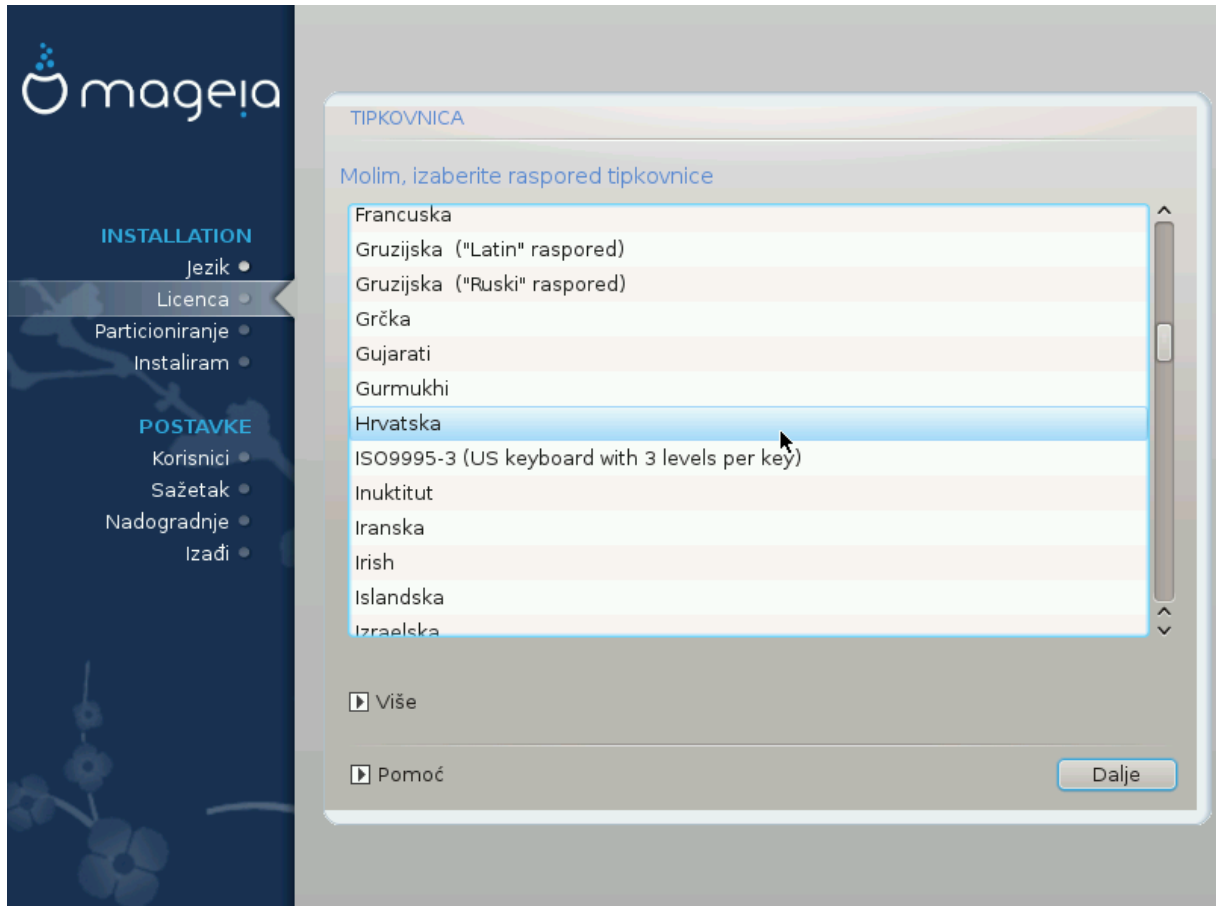 mageia
INSTALLATION
Jezik
Licenca
Particioniranje
Instaliram
POSTAVKE
Korisnici
Sažetak
Nadogradnje
Izađi
TIPKOVNICA
Molim, izaberite raspored tipkovnice
Francuska
Gruzijska ("Latin" raspored)
Gruzijska ("Ruski" raspored)
Grčka
Gujarati
Gurmukhi
Hrvatska
ISO9995-3 (US keyboard with 3 levels per key)
Inuktitut
Iranska
Irish
Islandska
Izraelska
Više
Pomoć
Dalje